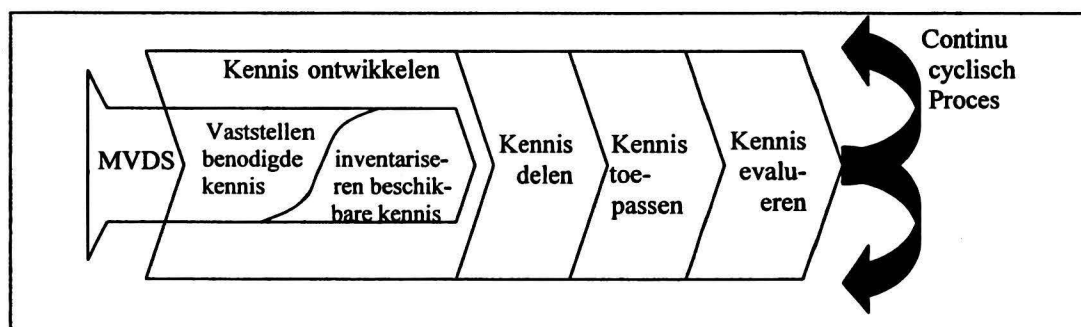 Kennis ontwikkelen
MVDS
Vaststellen
benodigde
kennis
inventarise-
ren beschik-
bare kennis
Kennis
delen
Kennis
toe-
passen
Kennis
evalu-
eren
Continu
cyclisch
Proces